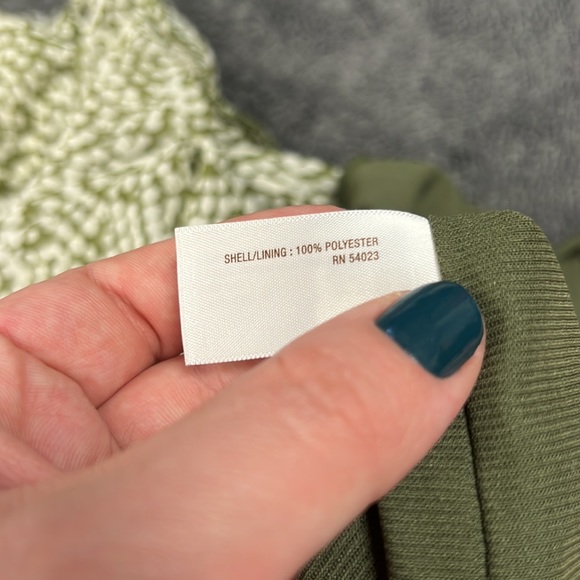 SHELL/LINING : 100% POLYESTER
RN 54023